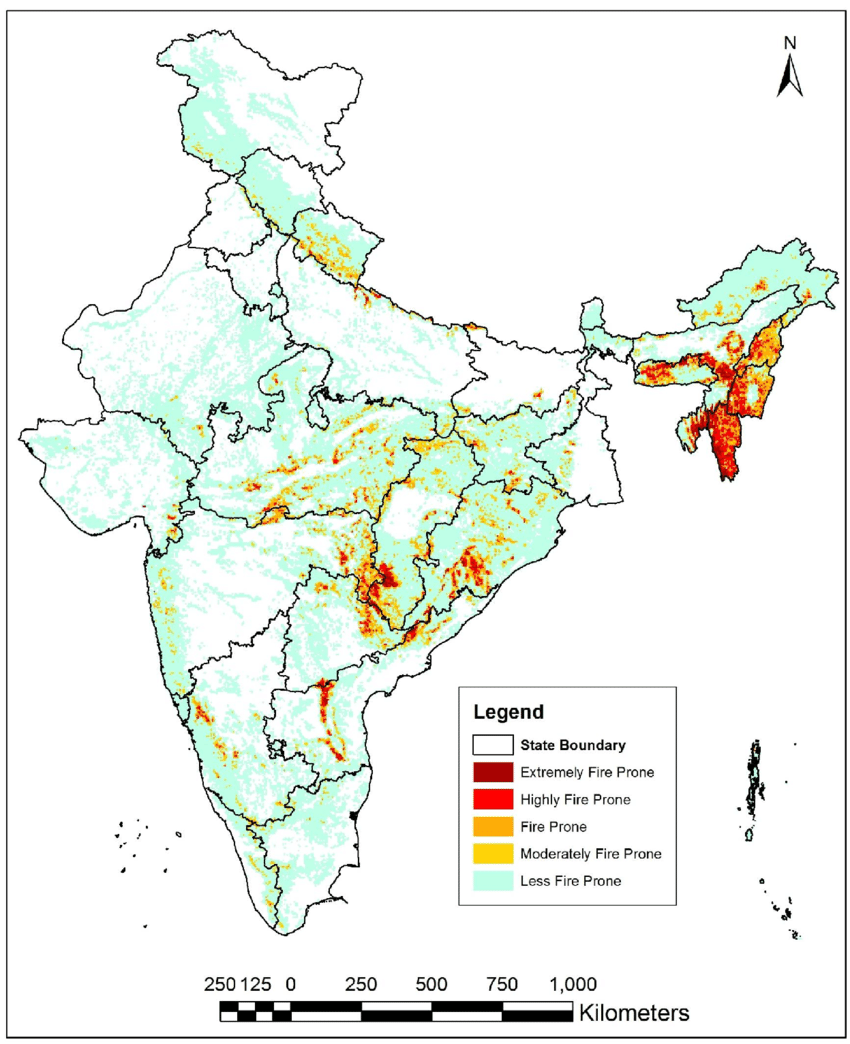 N
Legend
State Boundary
Extremely Fire Prone
Highly Fire Prone
Fire Prone
Moderately Fire Prone
Less Fire Prone
250 125 0 250 500 750 1,000
Kilometers